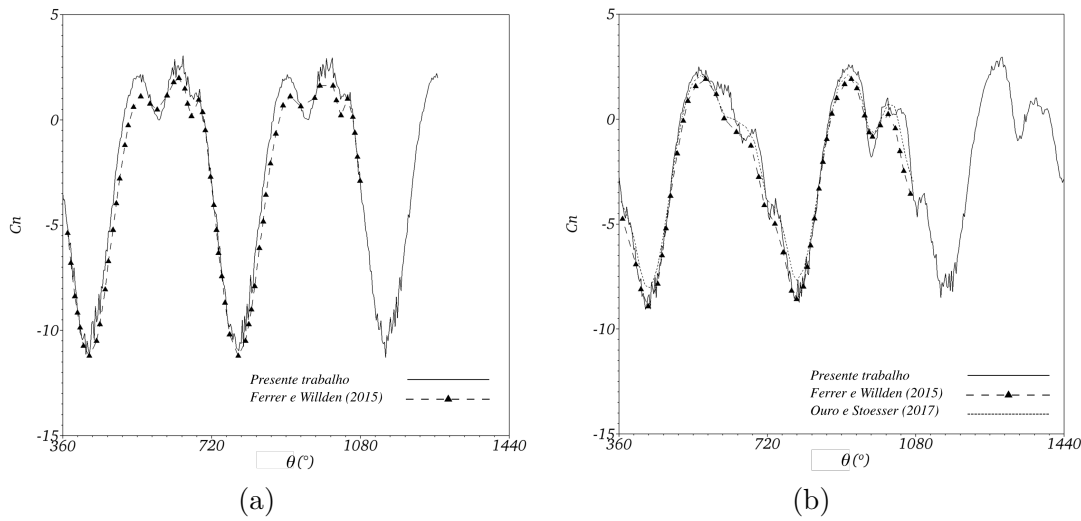 5
0
-5
-10
-15
Cn
Presente trabalho
Ferrer e Willden (2015)
360
720
1080
1440
θ(°)
(a)
5
0
-5
-10
-15
Cn
Presente trabalho
Ferrer e Willden (2015)
Ouro e Stoesser (2017)
360
720
1080
1440
θ(°)
(b)